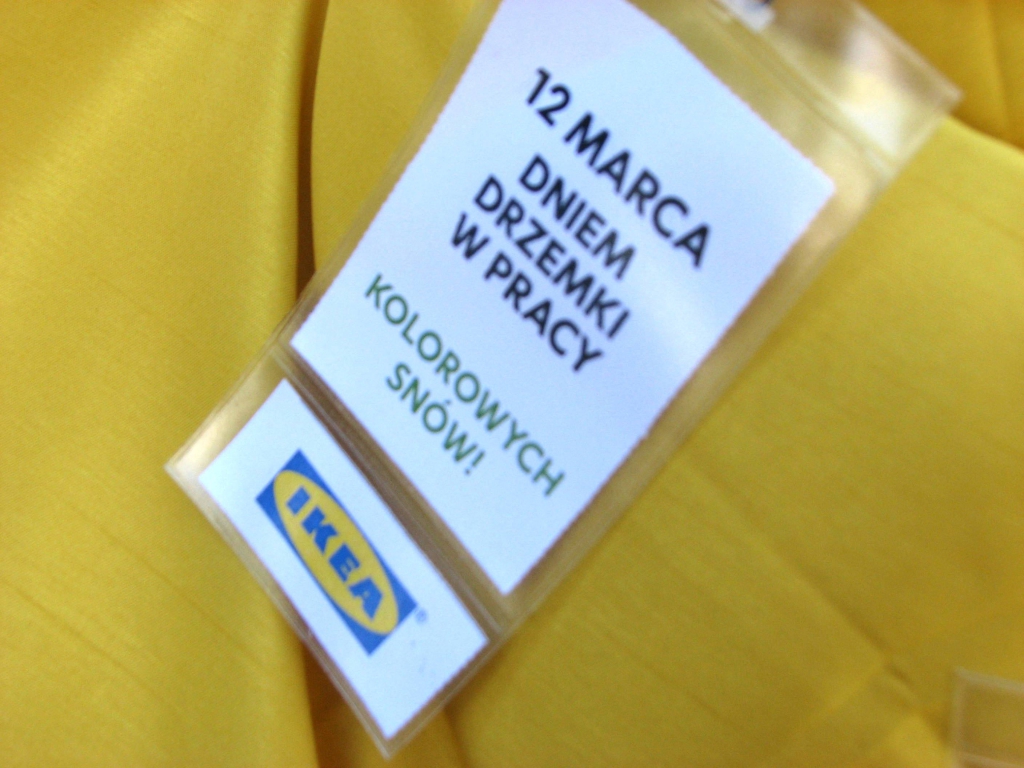 12 MARCA
DNIEM
DRZEMKI
W PRACY
KOLOROWYCH
SNÓW!
IKEA®